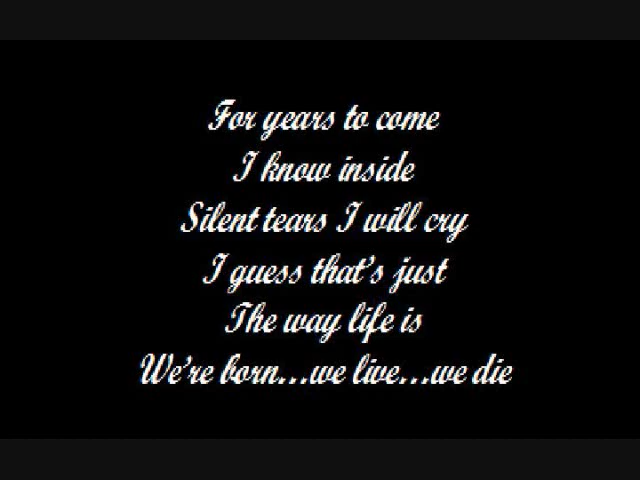 For years to come
I know inside
Silent tears I will cry
I guess that's just
The way life is
We're born...we live...we die